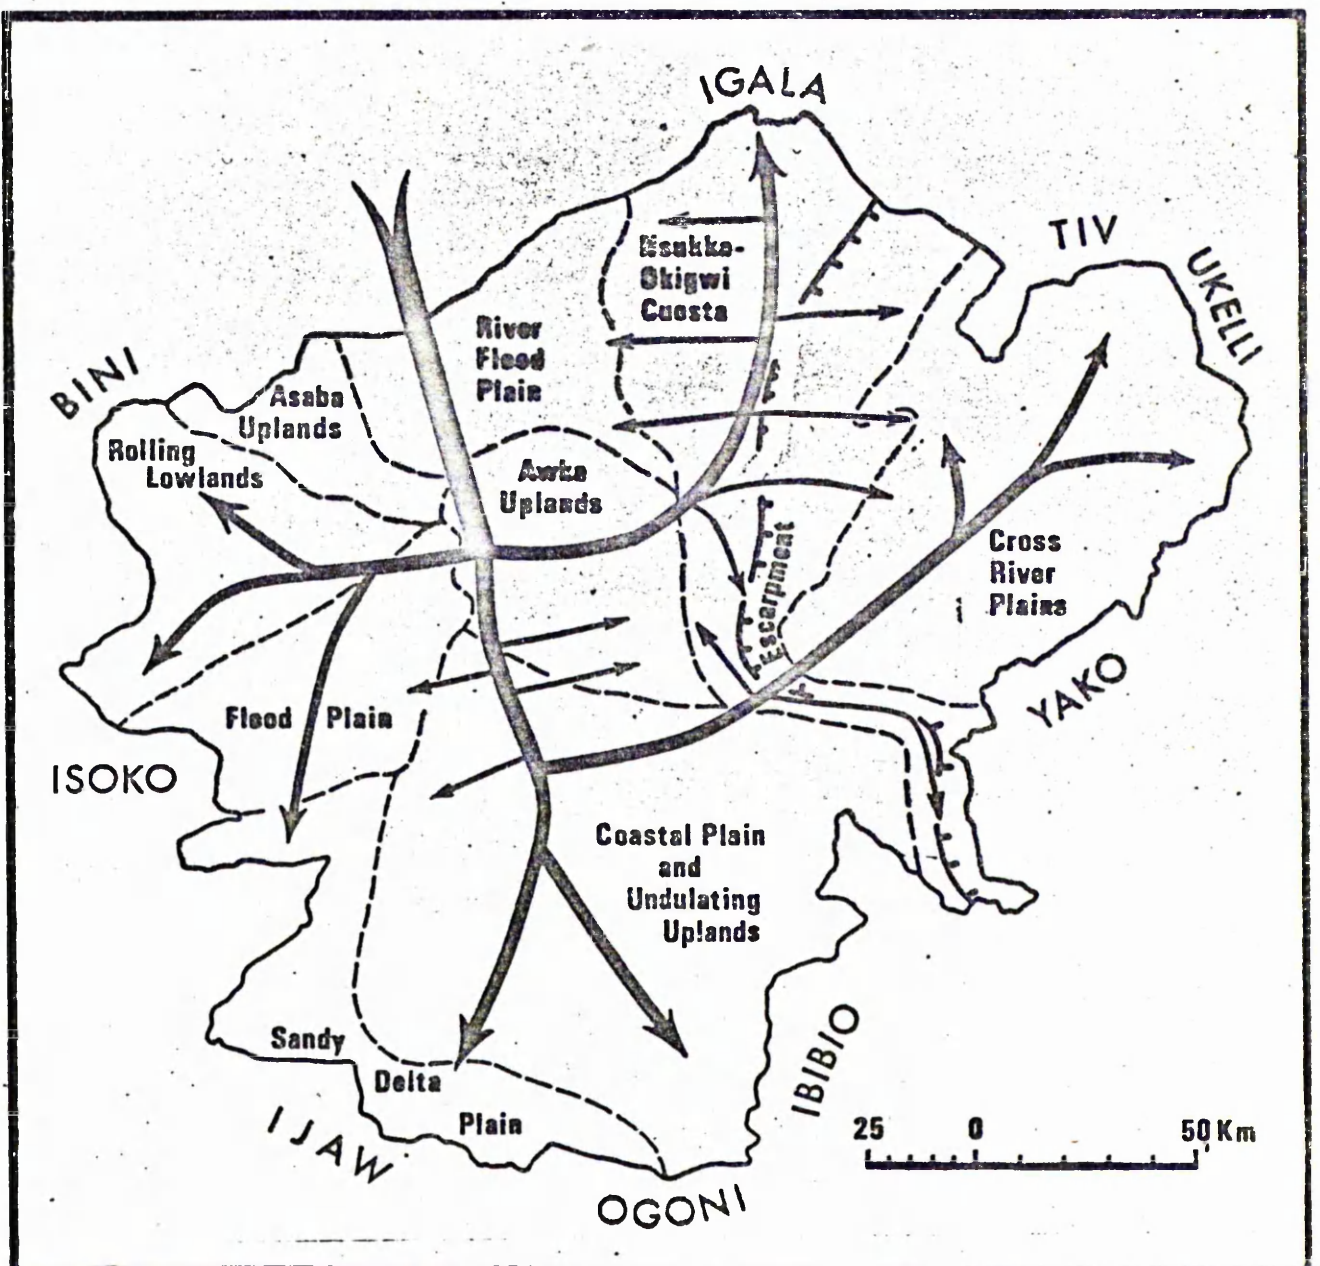 IGALA
TIV
UKELLI
BINI
Nsukka-
Okigwi
Cuesta
River
Flood
Plain
Asaba
Uplands
Rolling
Lowlands
Awka
Uplands
Escarpment
Cross
River
Plains
YAKO
Flood Plain
ISOKO
Coastal Plain
and
Undulating
Uplands
Sandy
Delta
Plain
IJAW
IBIBIO
OGONI
25 0 50 Km